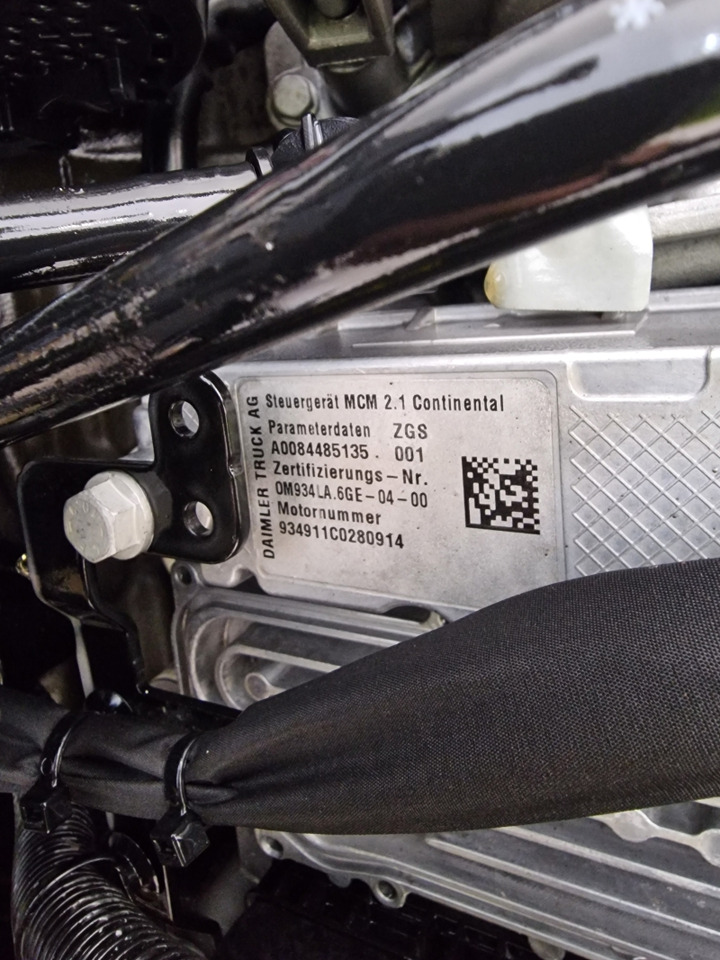 DAIMLER TRUCK AG
Steuergerät MCM 2.1 Continental
Parameterdaten ZGS
A0084485135 . 001
Zertifizierungs-Nr.
OM934LA.6GE-04-00
Motornummer
934911C0280914